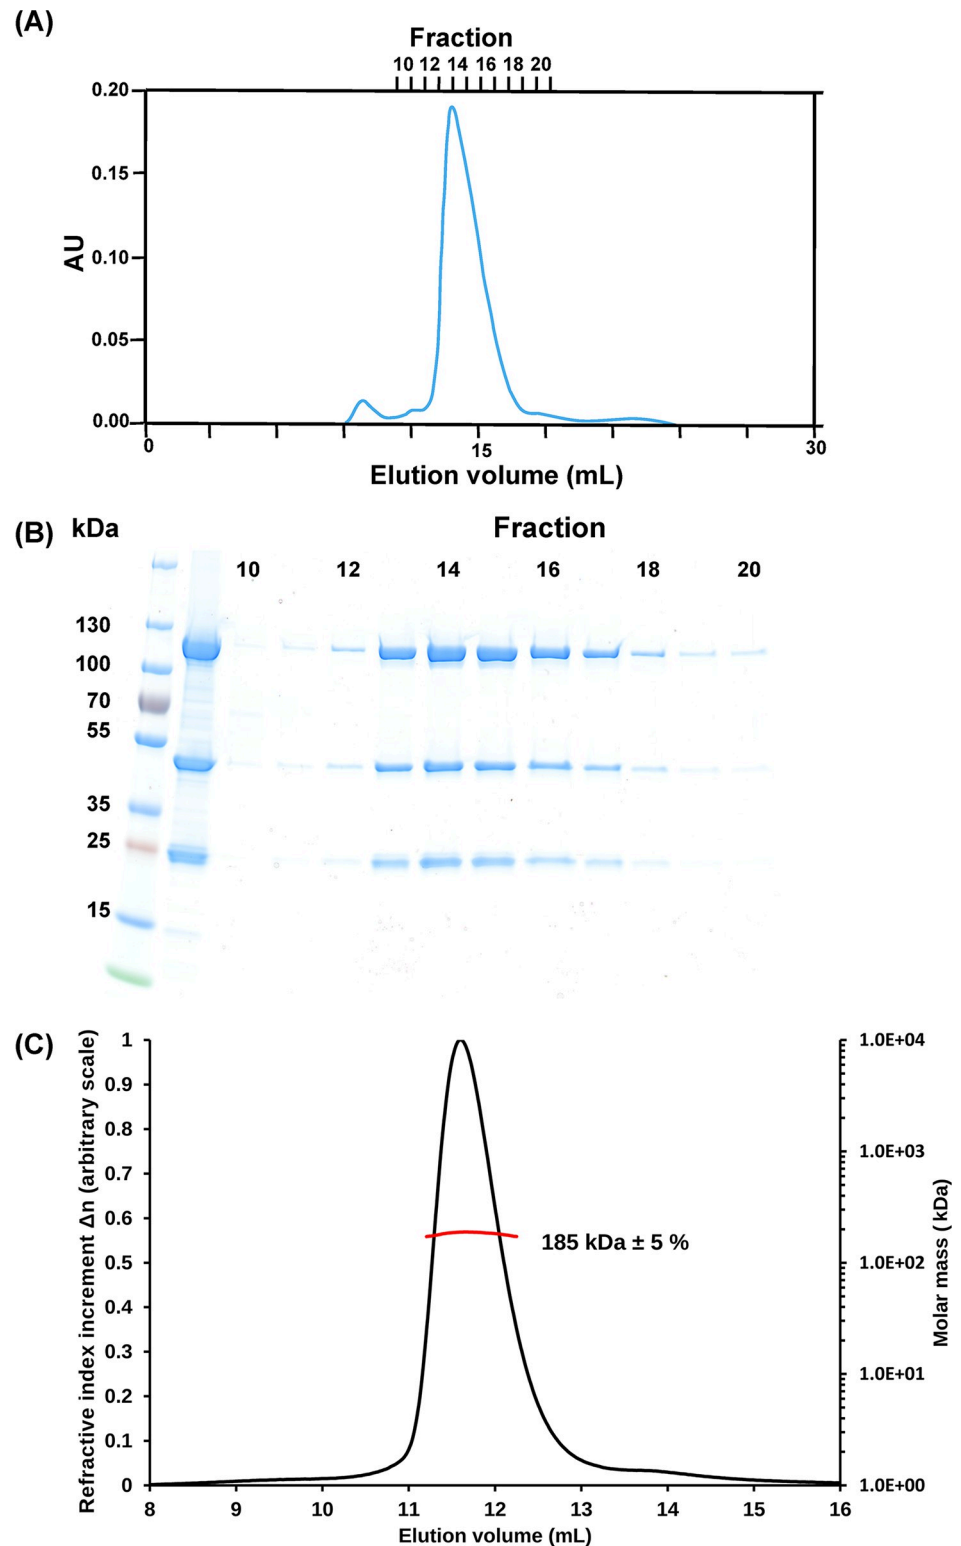 (A)
Fraction
10 12 14 16 18 20
0.20
0.15
0.10
0.05
0.00
AU
0 15 30
Elution volume (mL)
(B) kDa Fraction
10 12 14 16 18 20
130
100
70
55
35
25
15
(C)
Refractive index increment Δn (arbitrary scale)
1
0.9
0.8
0.7
0.6
0.5
0.4
0.3
0.2
0.1
0
185 kDa ± 5 %
1.0E+04
1.0E+03
1.0E+02
1.0E+01
1.0E+00
Molar mass ( kDa)
8 9 10 11 12 13 14 15 16
Elution volume (mL)